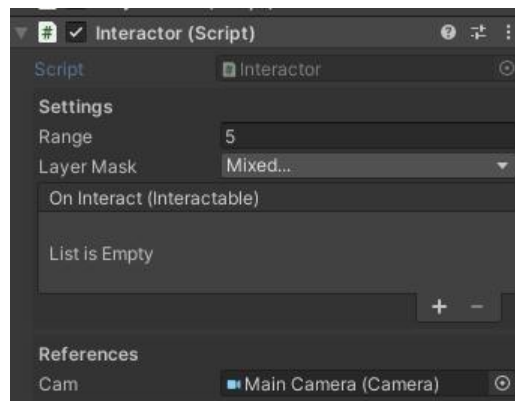 Interactor (Script)
Script Interactor
Settings
Range 5
Layer Mask Mixed...
On Interact (Interactable)
List is Empty
+ −
References
Cam Main Camera (Camera)